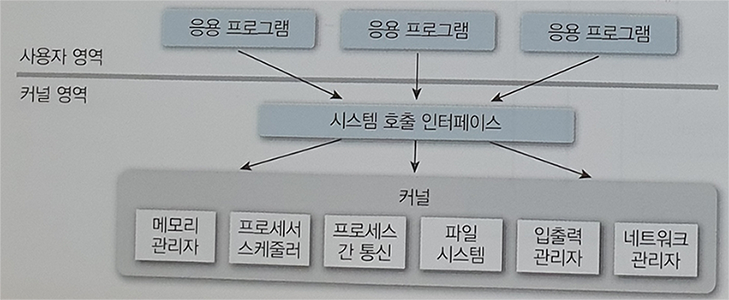 응용 프로그램
응용 프로그램
응용 프로그램
사용자 영역
커널 영역
시스템 호출 인터페이스
커널
메모리
관리자
프로세서
스케줄러
프로세스
간 통신
파일
시스템
입출력
관리자
네트워크
관리자